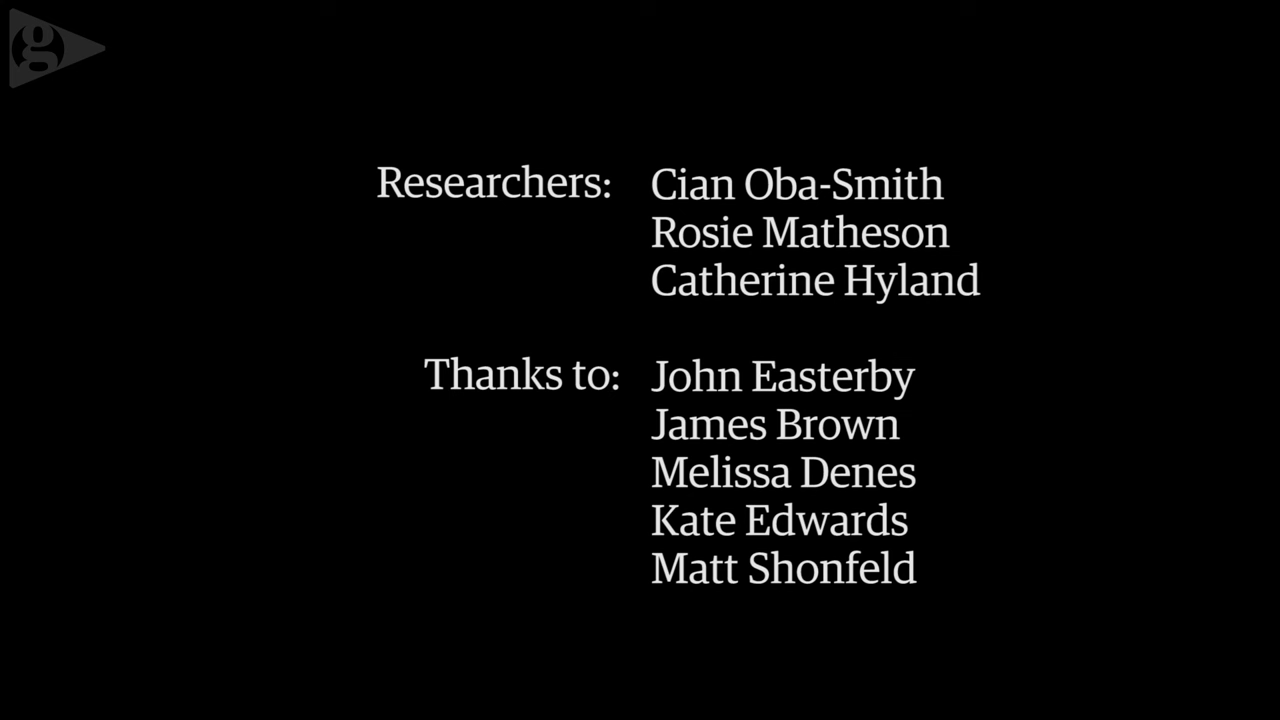 g
Researchers: Cian Oba-Smith
Rosie Matheson
Catherine Hyland
Thanks to: John Easterby
James Brown
Melissa Denes
Kate Edwards
Matt Shonfeld